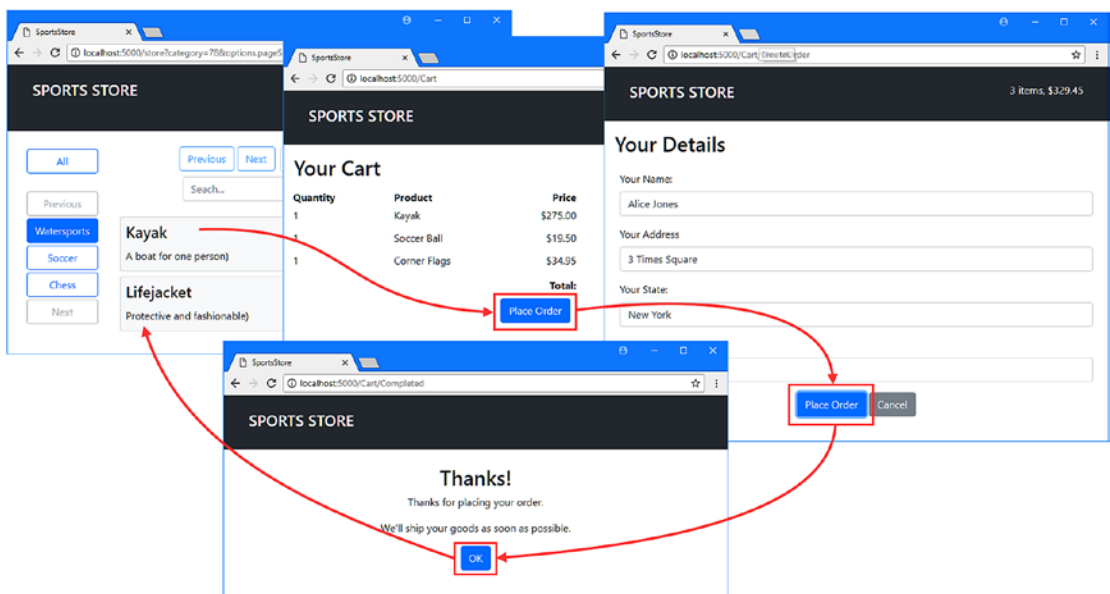 SportsStore
localhost:5000/store?category=78&options.pageS
SPORTS STORE
All
Previous
Next
Seach...
Previous
Watersports
Soccer
Chess
Next
Kayak
A boat for one person)
Lifejacket
Protective and fashionable)
SportsStore
localhost:5000/Cart
SPORTS STORE
Your Cart
Quantity Product Price
1 Kayak $275.00
1 Soccer Ball $19.50
1 Corner Flags $34.95
Total:
Place Order
SportsStore
localhost:5000/Cart/
SPORTS STORE
3 items, $329.45
Your Details
Your Name:
Alice Jones
Your Address
3 Times Square
Your State:
New York
Place Order
Cancel
SportsStore
localhost:5000/Cart/Completed
SPORTS STORE
Thanks!
Thanks for placing your order.
We'll ship your goods as soon as possible.
OK